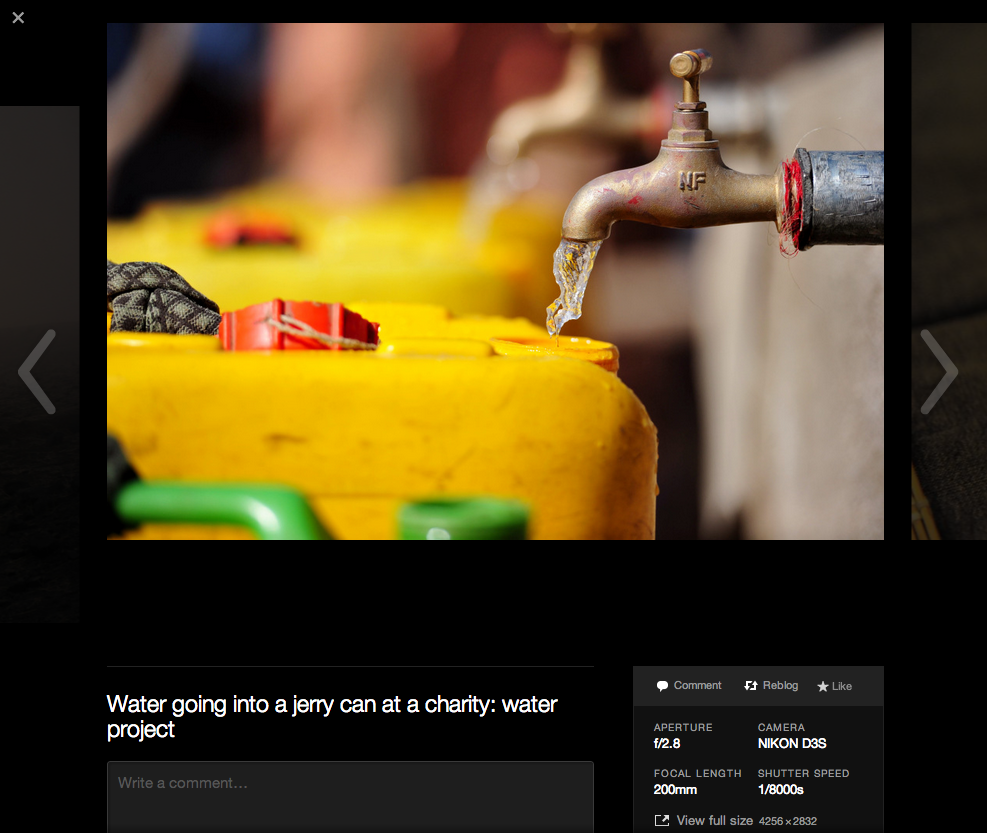 NF
Water going into a jerry can at a charity: water
project
Write a comment...
Comment Reblog Like
APERTURE CAMERA
f/2.8 NIKON D3S
FOCAL LENGTH SHUTTER SPEED
200mm 1/8000s
View full size 4256×2832